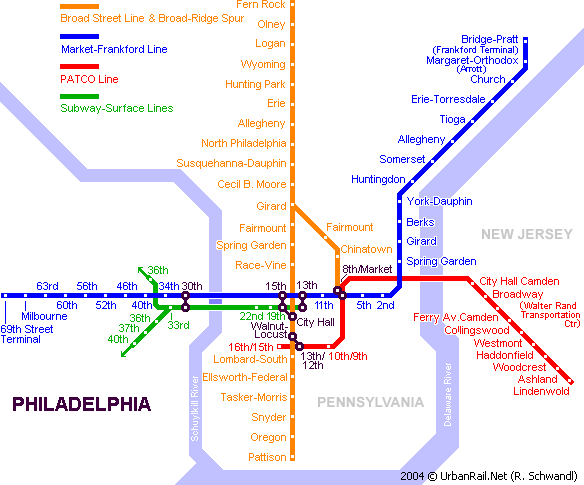 Broad Street Line & Broad-Ridge Spur
Market-Frankford Line
PATCO Line
Subway-Surface Lines
Fern Rock
Olney
Logan
Wyoming
Hunting Park
Erie
Allegheny
North Philadelphia
Susquehanna-Dauphin
Cecil B. Moore
Girard
Fairmount
Spring Garden
Race-Vine
Fairmount
Chinatown
8th/Market
Bridge-Pratt
(Frankford Terminal)
Margaret-Orthodox
(Arrott)
Church
Erie-Torresdale
Tioga
Allegheny
Somerset
Huntingdon
York-Dauphin
Berks
Girard
Spring Garden
NEW JERSEY
36th
63rd
56th
46th
34th
30th
15th
13th
Milbourne
60th
52th
40th
11th
5th
2nd
69th Street
Terminal
36th
37th
40th
33rd
22nd
19th
City Hall
Walnut-
Locust
16th/15th
13th/
12th
10th/9th
City Hall Camden
Broadway
(Walter Rand
Transportation
Ctr)
Ferry Av.Camden
Collingswood
Westmont
Haddonfield
Woodcrest
Ashland
Lindenwold
Lombard-South
Ellsworth-Federal
Tasker-Morris
Snyder
Oregon
Pattison
PHILADELPHIA
PENNSYLVANIA
Schuylkill River
Delaware River
2004 © UrbanRail.Net (R. Schwandl)